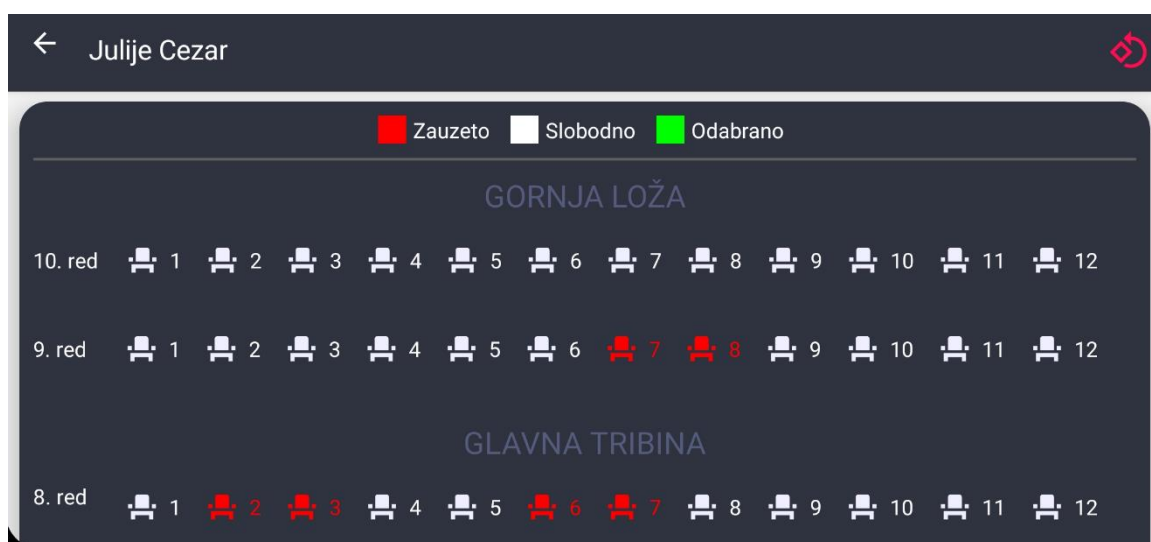 Julije Cezar
Zauzeto Slobodno Odabrano
GORNJA LOŽA
10. red 1 2 3 4 5 6 7 8 9 10 11 12
9. red 1 2 3 4 5 6 7 8 9 10 11 12
GLAVNA TRIBINA
8. red 1 2 3 4 5 6 7 8 9 10 11 12